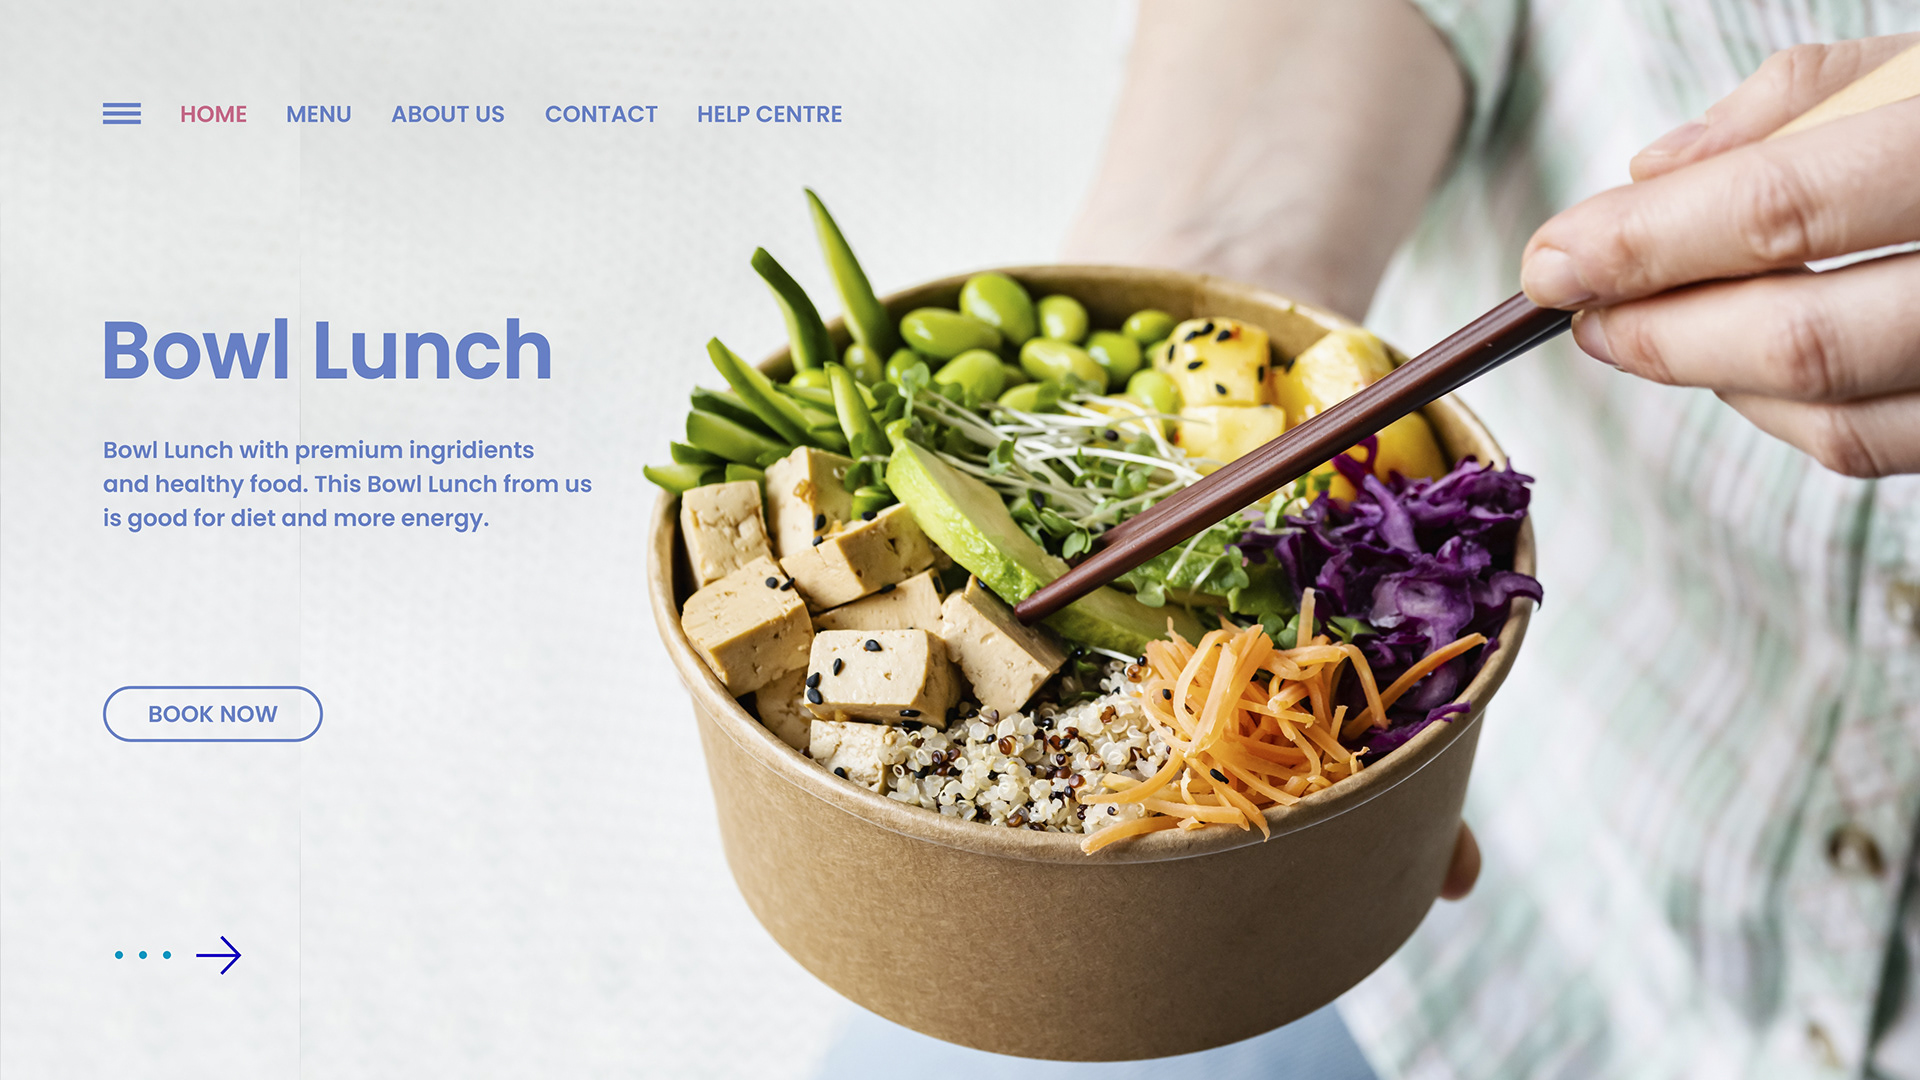 HOME MENU ABOUT US CONTACT HELP CENTRE
Bowl Lunch
Bowl Lunch with premium ingridients
and healthy food. This Bowl Lunch from us
is good for diet and more energy.
BOOK NOW